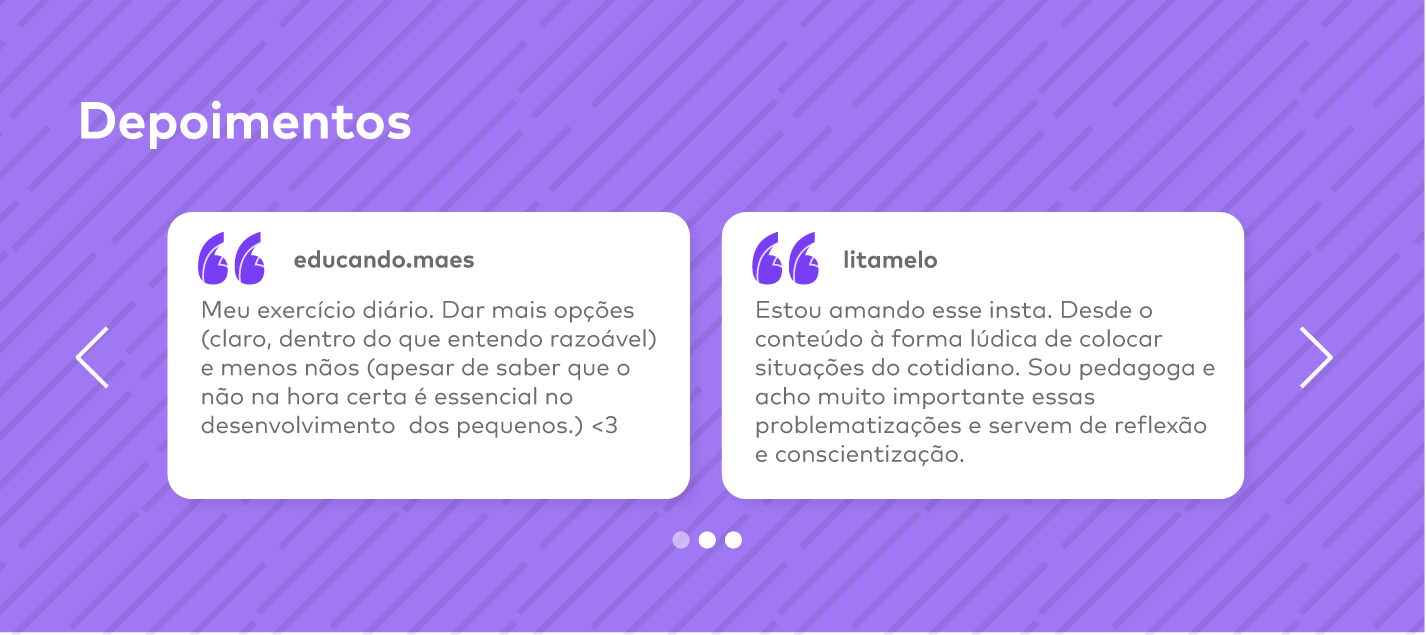 Depoimentos
educando.maes
Meu exercício diário. Dar mais opções
(claro, dentro do que entendo razoável)
e menos nãos (apesar de saber que o
não na hora certa é essencial no
desenvolvimento  dos pequenos.) <3
litamelo
Estou amando esse insta. Desde o
conteúdo à forma lúdica de colocar
situações do cotidiano. Sou pedagoga e
acho muito importante essas
problematizações e servem de reflexão
e conscientização.